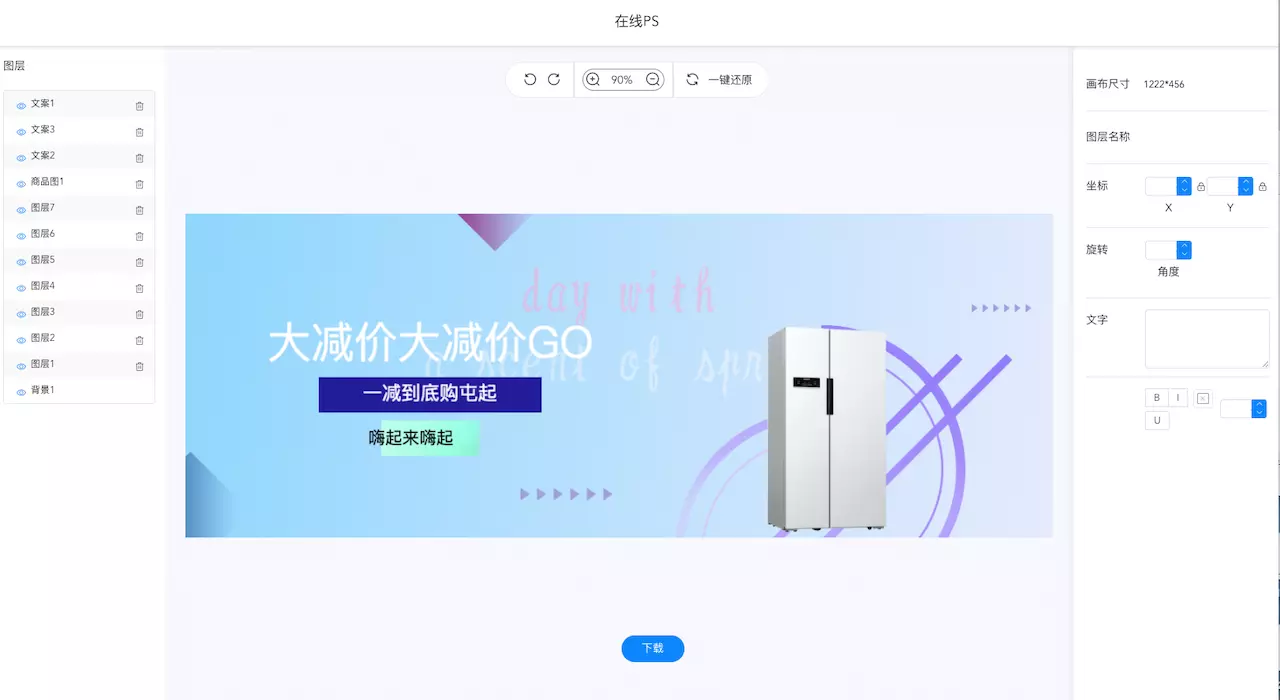 在线PS
图层
文案1
文案3
文案2
商品图1
图层7
图层6
图层5
图层4
图层3
图层2
图层1
背景1
90%
一键还原
day with
scent of spr
大减价大减价GO
一减到底购屯起
嗨起来嗨起
下载
画布尺寸 1222*456
图层名称
坐标
X Y
旋转
角度
文字
B I
U